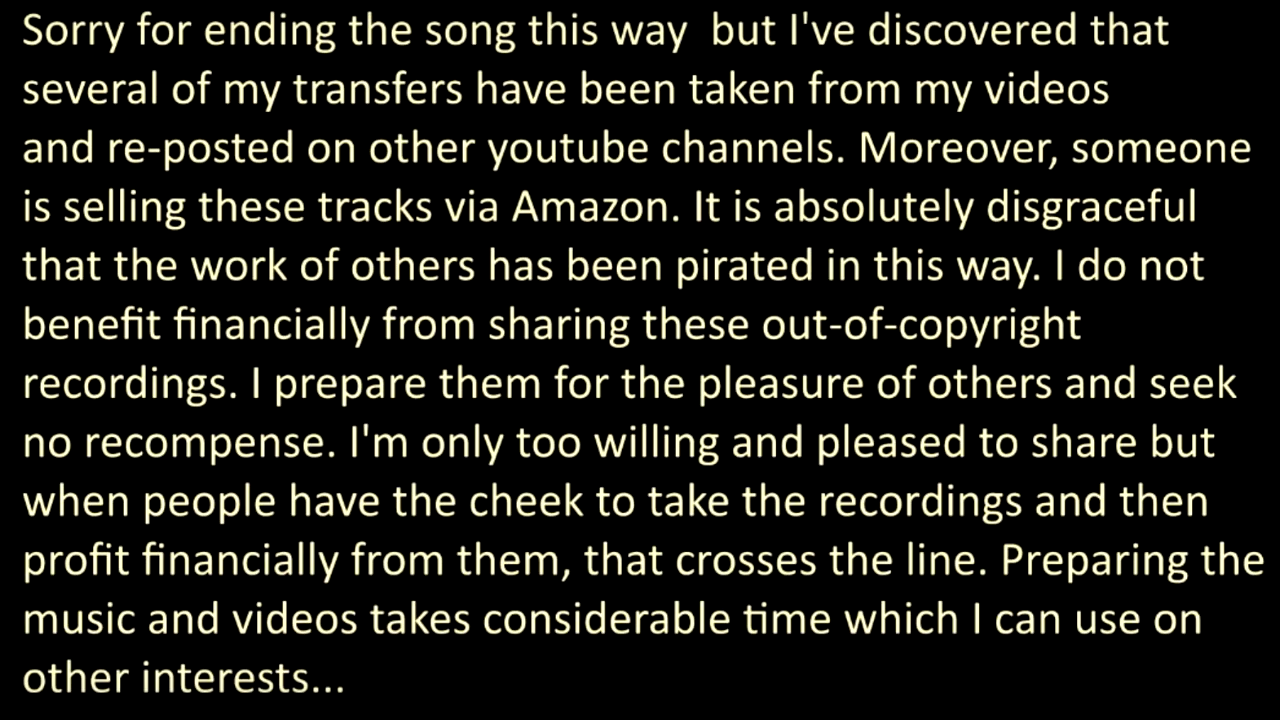 Sorry for ending the song this way  but I've discovered that
several of my transfers have been taken from my videos
and re-posted on other youtube channels. Moreover, someone
is selling these tracks via Amazon. It is absolutely disgraceful
that the work of others has been pirated in this way. I do not
benefit financially from sharing these out-of-copyright
recordings. I prepare them for the pleasure of others and seek
no recompense. I'm only too willing and pleased to share but
when people have the cheek to take the recordings and then
profit financially from them, that crosses the line. Preparing the
music and videos takes considerable time which I can use on
other interests...